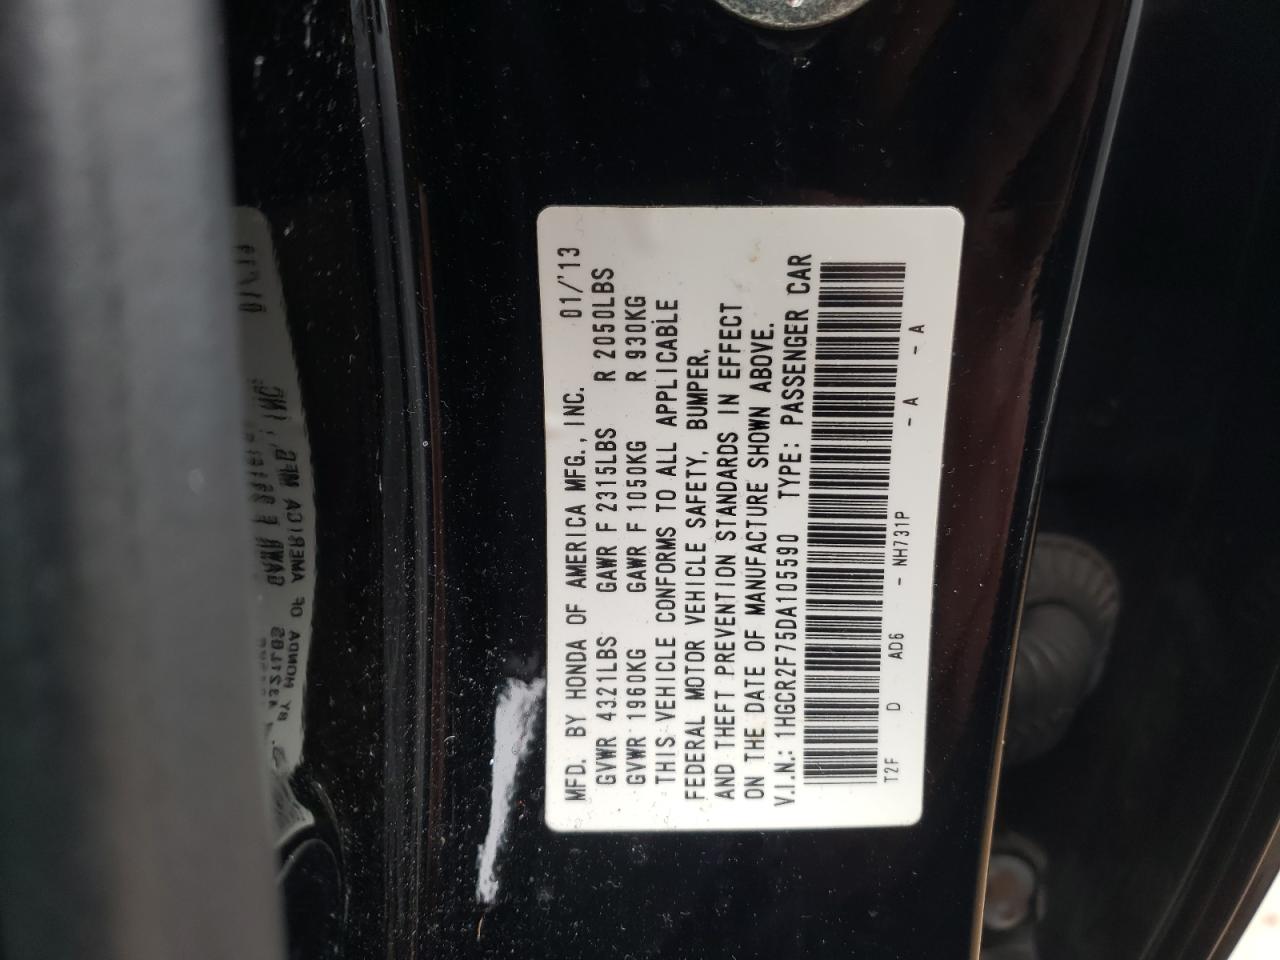 MFD. BY HONDA OF AMERICA MFG., INC. 01/'13
GVWR 4321LBS GAWR F 2315LBS R 2050LBS
GVWR 1960KG GAWR F 1050KG R 930KG
THIS VEHICLE CONFORMS TO ALL APPLICABLE
FEDERAL MOTOR VEHICLE SAFETY, BUMPER,
AND THEFT PREVENTION STANDARDS IN EFFECT
ON THE DATE OF MANUFACTURE SHOWN ABOVE.
V.I.N.: 1HGCR2F75DA105590 TYPE: PASSENGER CAR
T2F D AD6 - NH731P - A - A